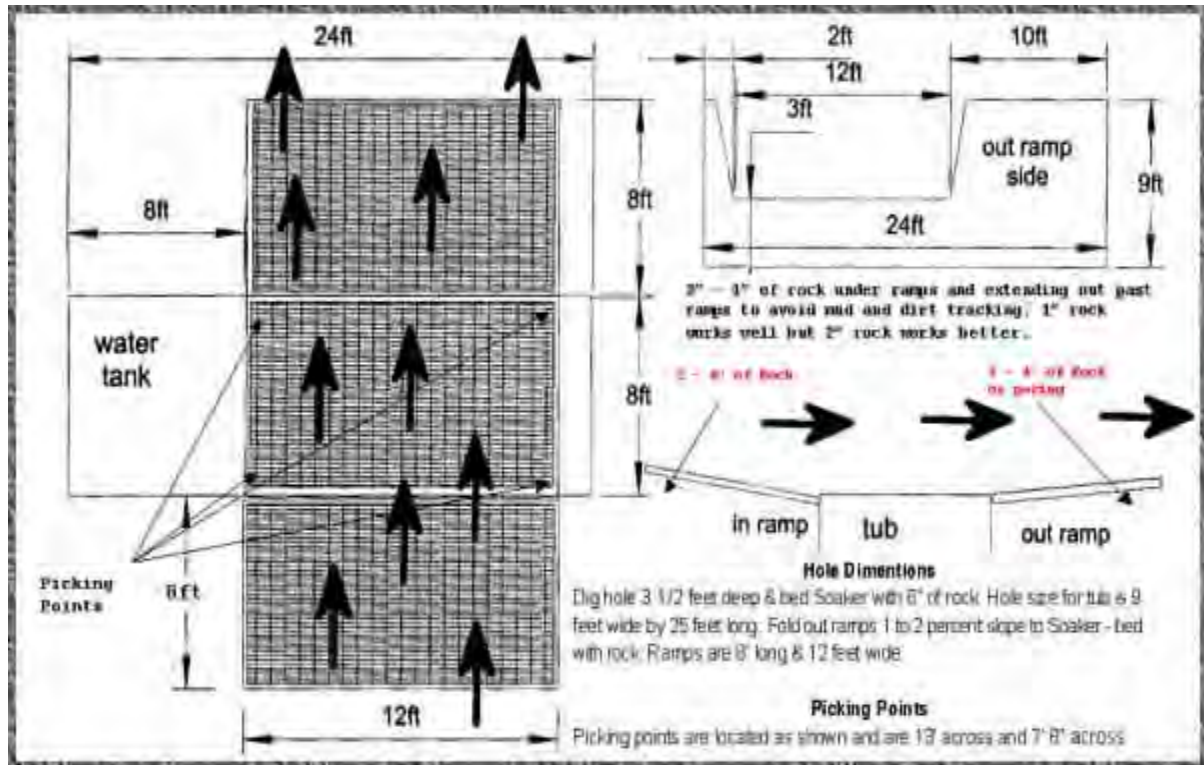 24ft
2ft
10ft
12ft
3ft
out ramp
side
9ft
8ft
8ft
24ft
of rock under ramps and extending out past
ramps to avoid mud and dirt tracking. 1" rock
works well but 2" rock works better.
water
tank
8ft
of Rock
of Rock
in ramp
tub
out ramp
Picking
Points
8ft
Hole Dimentions
Dig hole 3 1/2 feet deep & bed Soaker with 6" of rock. Hole size for tub is 9
feet wide by 25 feet long. Fold out ramps 1 to 2 percent slope to Soaker - bed
with rock. Ramps are 8' long & 12 feet wide
12ft
Picking Points
Picking points are located as shown and are 13' across and 7' 6" across